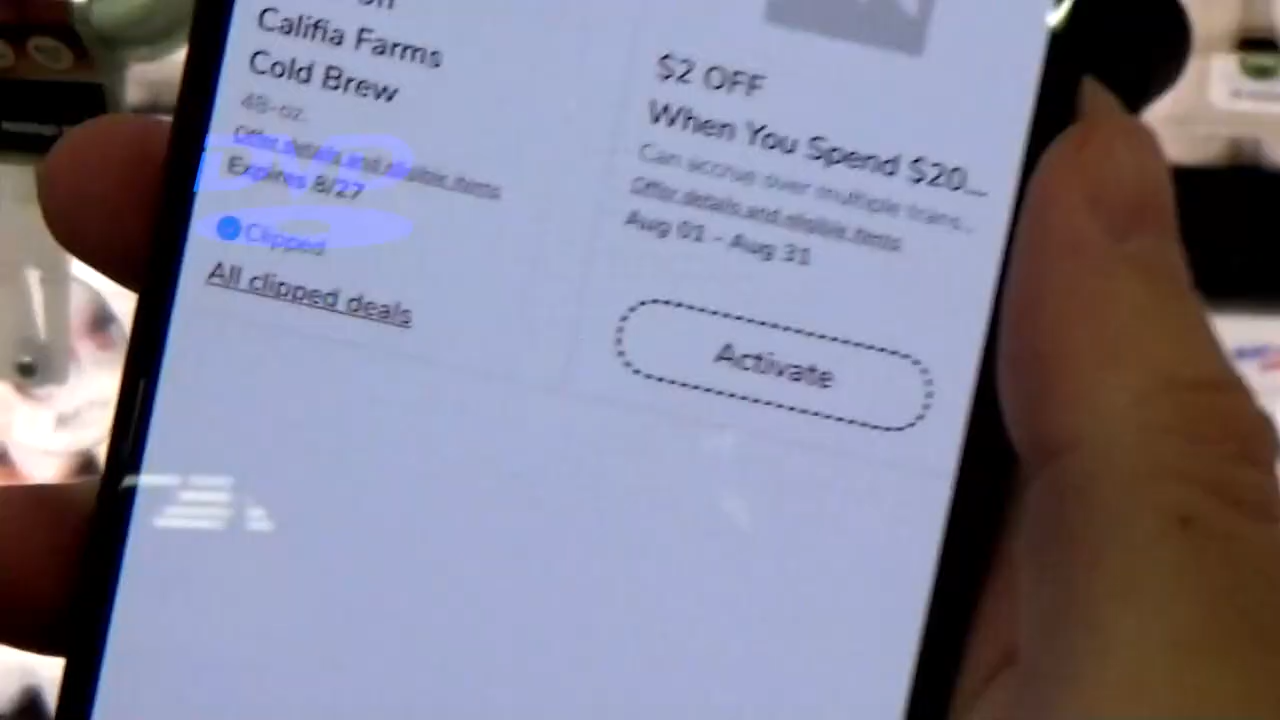 Califia Farms
Cold Brew
48-oz.
Offer details and eligible items
Expires 8/27
Clipped
All clipped deals
$2 OFF
When You Spend $20...
Can accrue over multiple trans...
Offer details and eligible items
Aug 01 - Aug 31
Activate